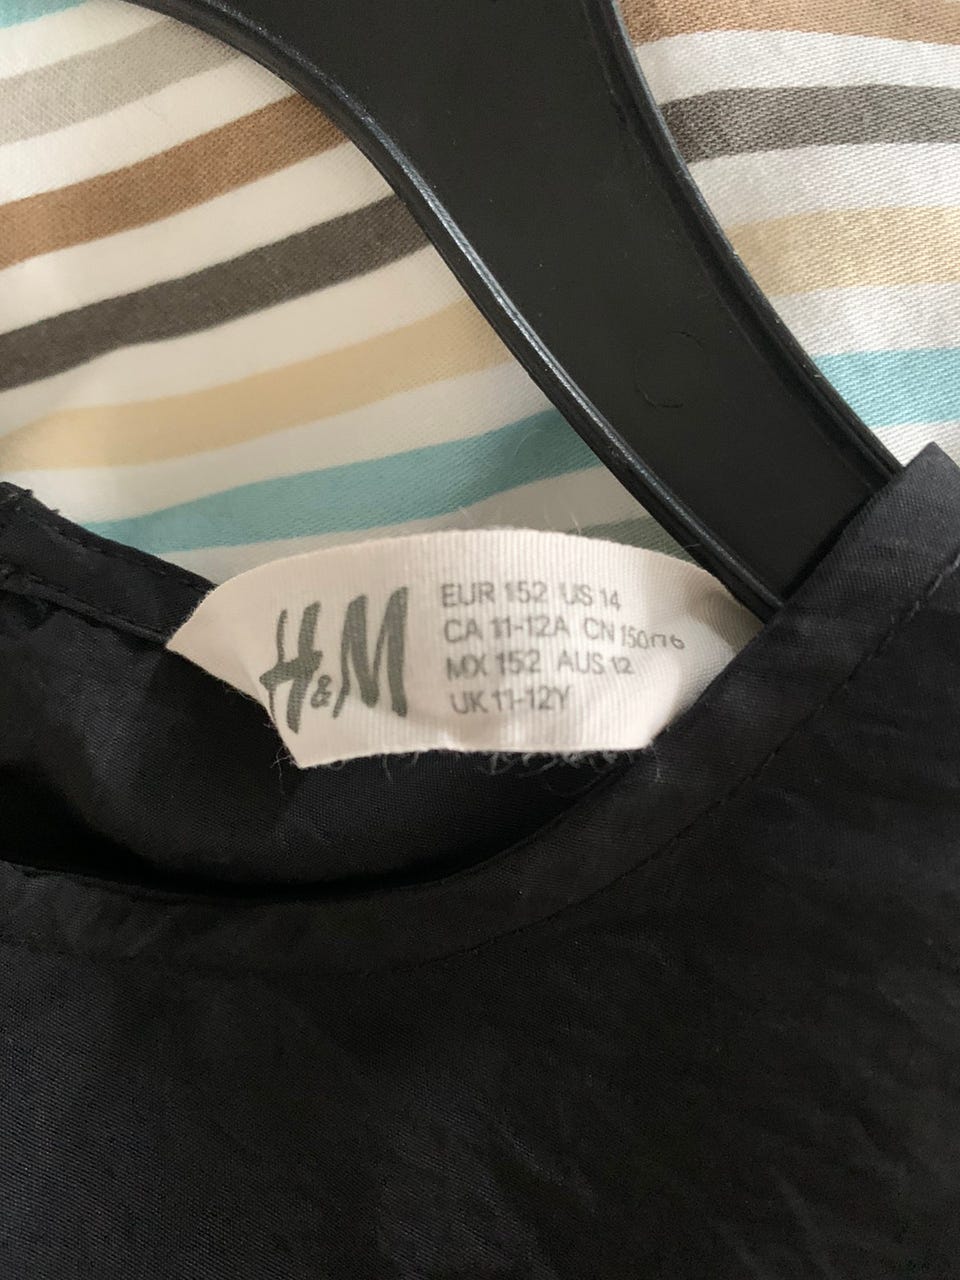 H&M
EUR 152 US 14
CA 11-12A CN 150/76
MX 152 AUS 12
UK 11-12Y